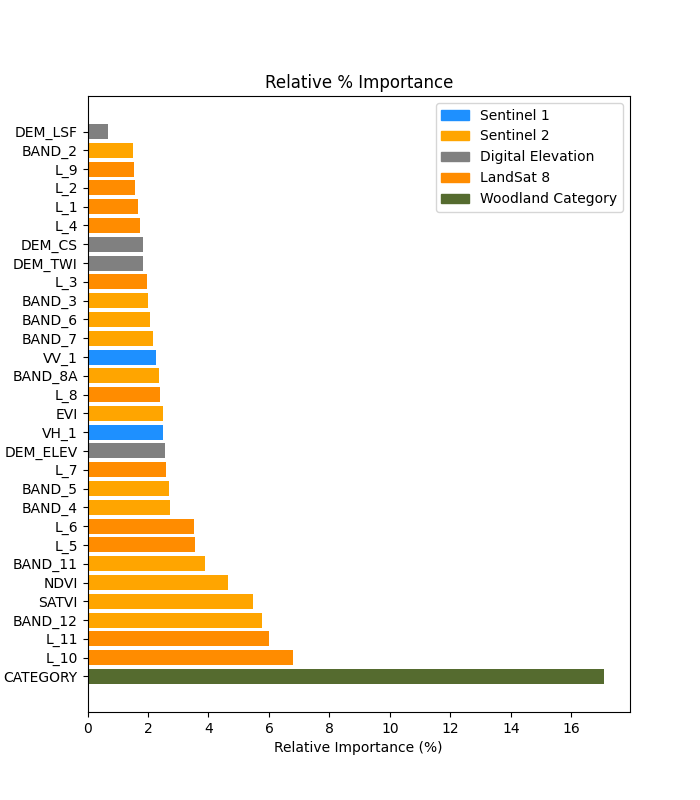 Relative % Importance
Sentinel 1
Sentinel 2
Digital Elevation
LandSat 8
Woodland Category
DEM_LSF
BAND_2
L_9
L_2
L_1
L_4
DEM_CS
DEM_TWI
L_3
BAND_3
BAND_6
BAND_7
VV_1
BAND_8A
L_8
EVI
VH_1
DEM_ELEV
L_7
BAND_5
BAND_4
L_6
L_5
BAND_11
NDVI
SATVI
BAND_12
L_11
L_10
CATEGORY
0 2 4 6 8 10 12 14 16
Relative Importance (%)